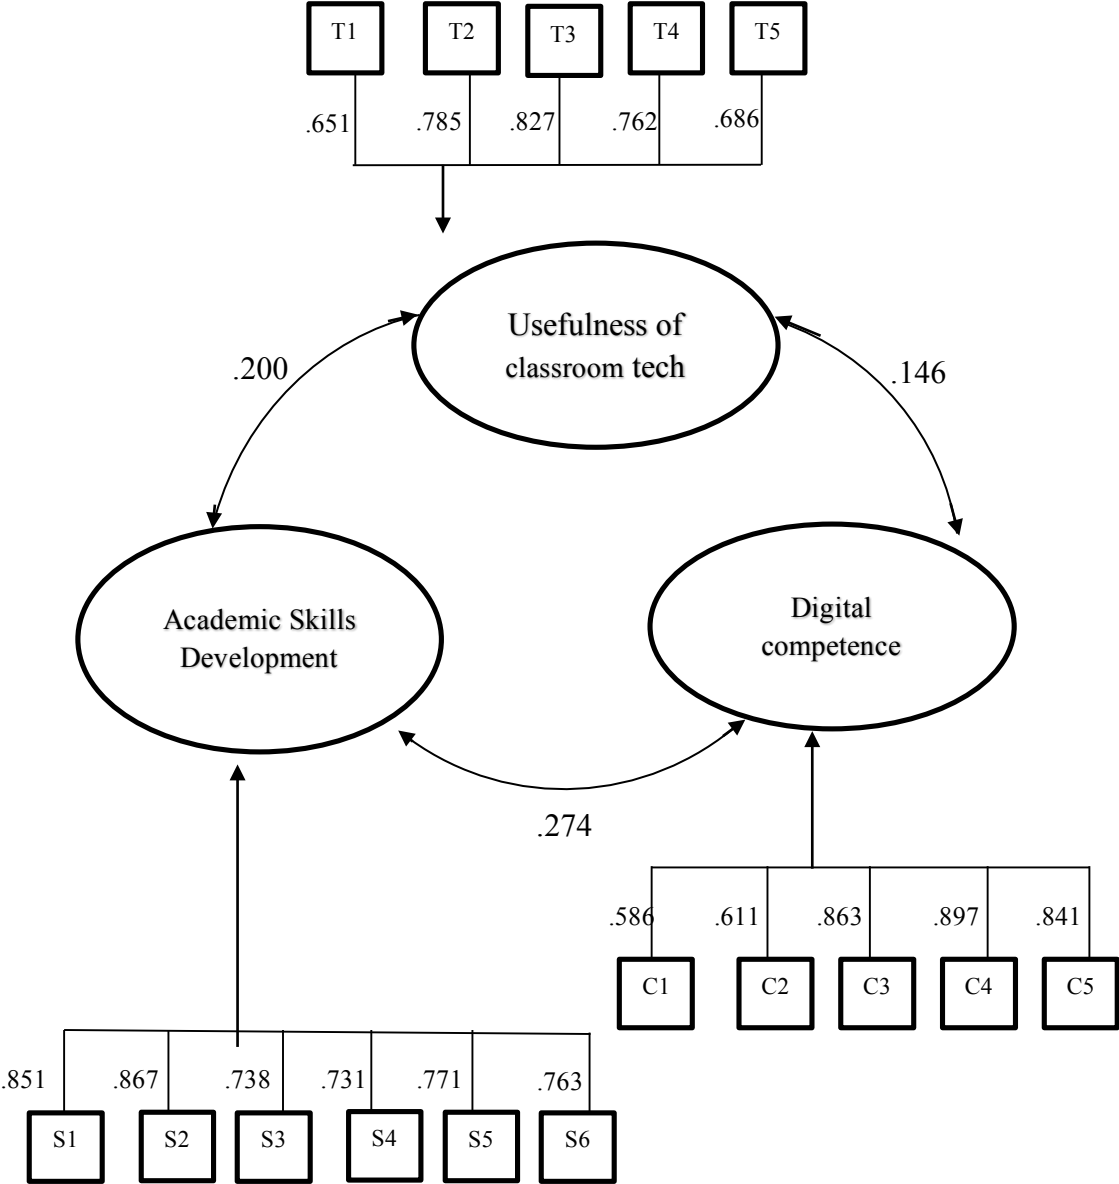 T1 T2 T3 T4 T5
.651 .785 .827 .762 .686
Usefulness of
classroom tech
.200
.146
Academic Skills
Development
Digital
competence
.274
.586 .611 .863 .897 .841
C1 C2 C3 C4 C5
.851 .867 .738 .731 .771 .763
S1 S2 S3 S4 S5 S6